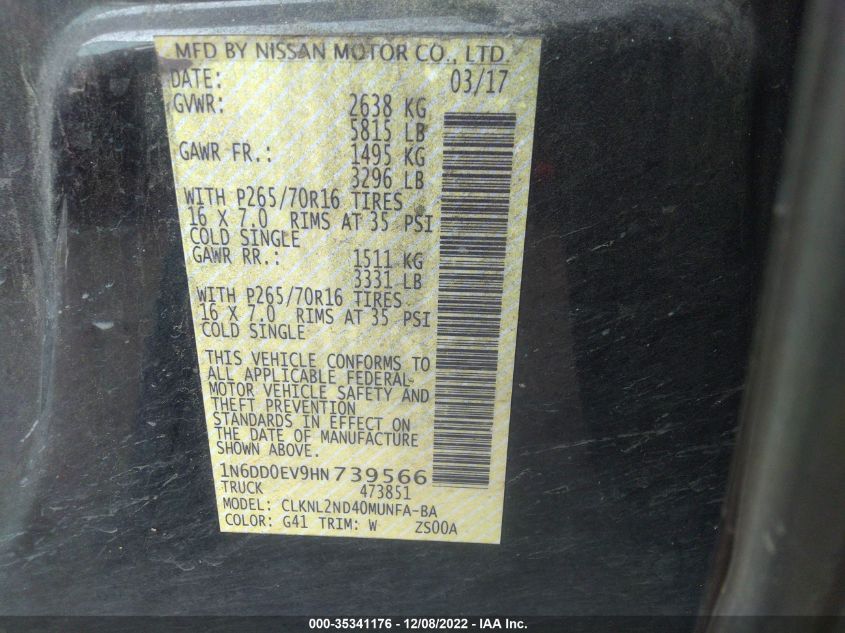 MFD BY NISSAN MOTOR CO., LTD.
DATE: 03/17
GVWR: 2638 KG
5815 LB
GAWR FR.: 1495 KG
3296 LB
WITH P265/70R16 TIRES
16 X 7.0 RIMS AT 35 PSI
COLD SINGLE
GAWR RR.: 1511 KG
3331 LB
WITH P265/70R16 TIRES
16 X 7.0 RIMS AT 35 PSI
COLD SINGLE
THIS VEHICLE CONFORMS TO
ALL APPLICABLE FEDERAL
MOTOR VEHICLE SAFETY AND
THEFT PREVENTION
STANDARDS IN EFFECT ON
THE DATE OF MANUFACTURE
SHOWN ABOVE.
1N6DD0EV9HN739566
TRUCK 473851
MODEL: CLKNL2ND40MUNFA-BA
COLOR: G41 TRIM: W ZS00A
000-35341176 - 12/08/2022 - IAA Inc.